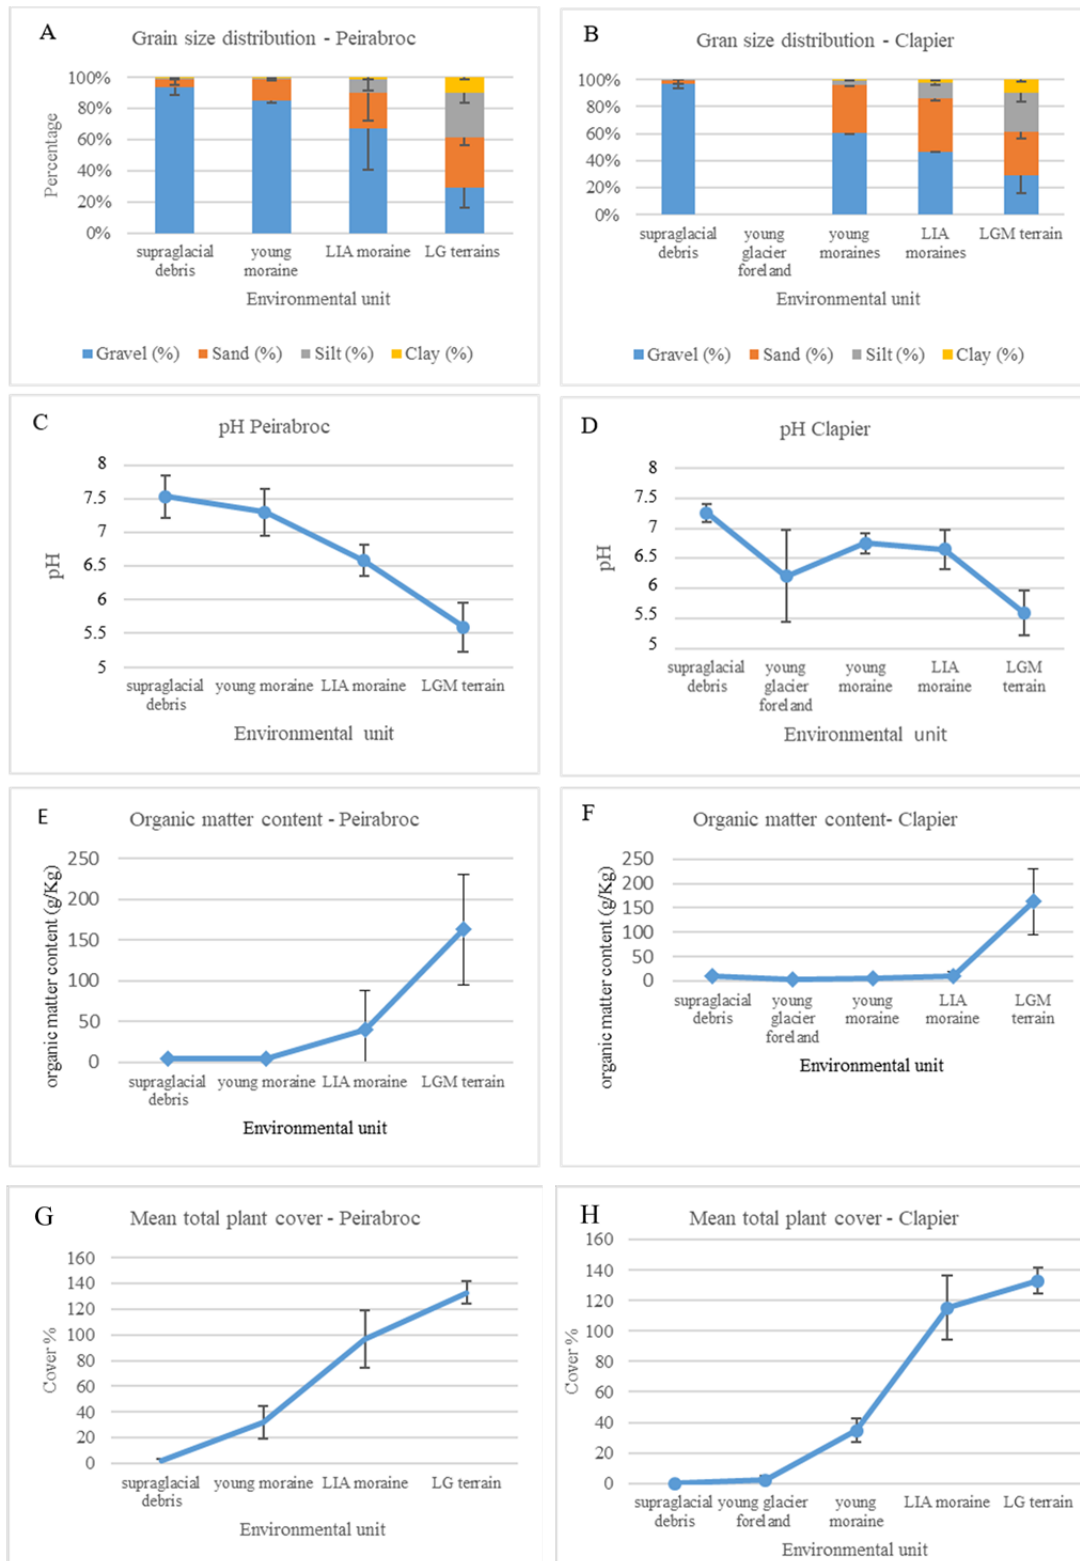 A
Grain size distribution - Peirabroc
Percentage
100%
80%
60%
40%
20%
0%
supraglacial debris
young moraine
LIA moraine
LG terrains
Environmental unit
Gravel (%) Sand (%) Silt (%) Clay (%)
B
Gran size distribution - Clapier
100%
80%
60%
40%
20%
0%
supraglacial debris
young glacier foreland
young moraines
LIA moraines
LGM terrain
Environmental unit
Gravel (%) Sand (%) Silt (%) Clay (%)
C
pH Peirabroc
pH
8
7.5
7
6.5
6
5.5
5
supraglacial debris
young moraine
LIA moraine
LGM terrain
Environmental unit
D
pH Clapier
pH
8
7.5
7
6.5
6
5.5
5
supraglacial debris
young glacier foreland
young moraine
LIA moraine
LGM terrain
Environmental unit
E
Organic matter content - Peirabroc
organic matter content (g/Kg)
250
200
150
100
50
0
supraglacial debris
young moraine
LIA moraine
LGM terrain
Environmental unit
F
Organic matter content- Clapier
organic matter content (g/Kg)
250
200
150
100
50
0
supraglacial debris
young glacier foreland
young moraine
LIA moraine
LGM terrain
Environmental unit
G
Mean total plant cover - Peirabroc
Cover %
160
140
120
100
80
60
40
20
0
supraglacial debris
young moraine
LIA moraine
LG terrain
Environmental unit
H
Mean total plant cover - Clapier
Cover %
160
140
120
100
80
60
40
20
0
supraglacial debris
young glacier foreland
young moraine
LIA moraine
LG terrain
Environmental unit